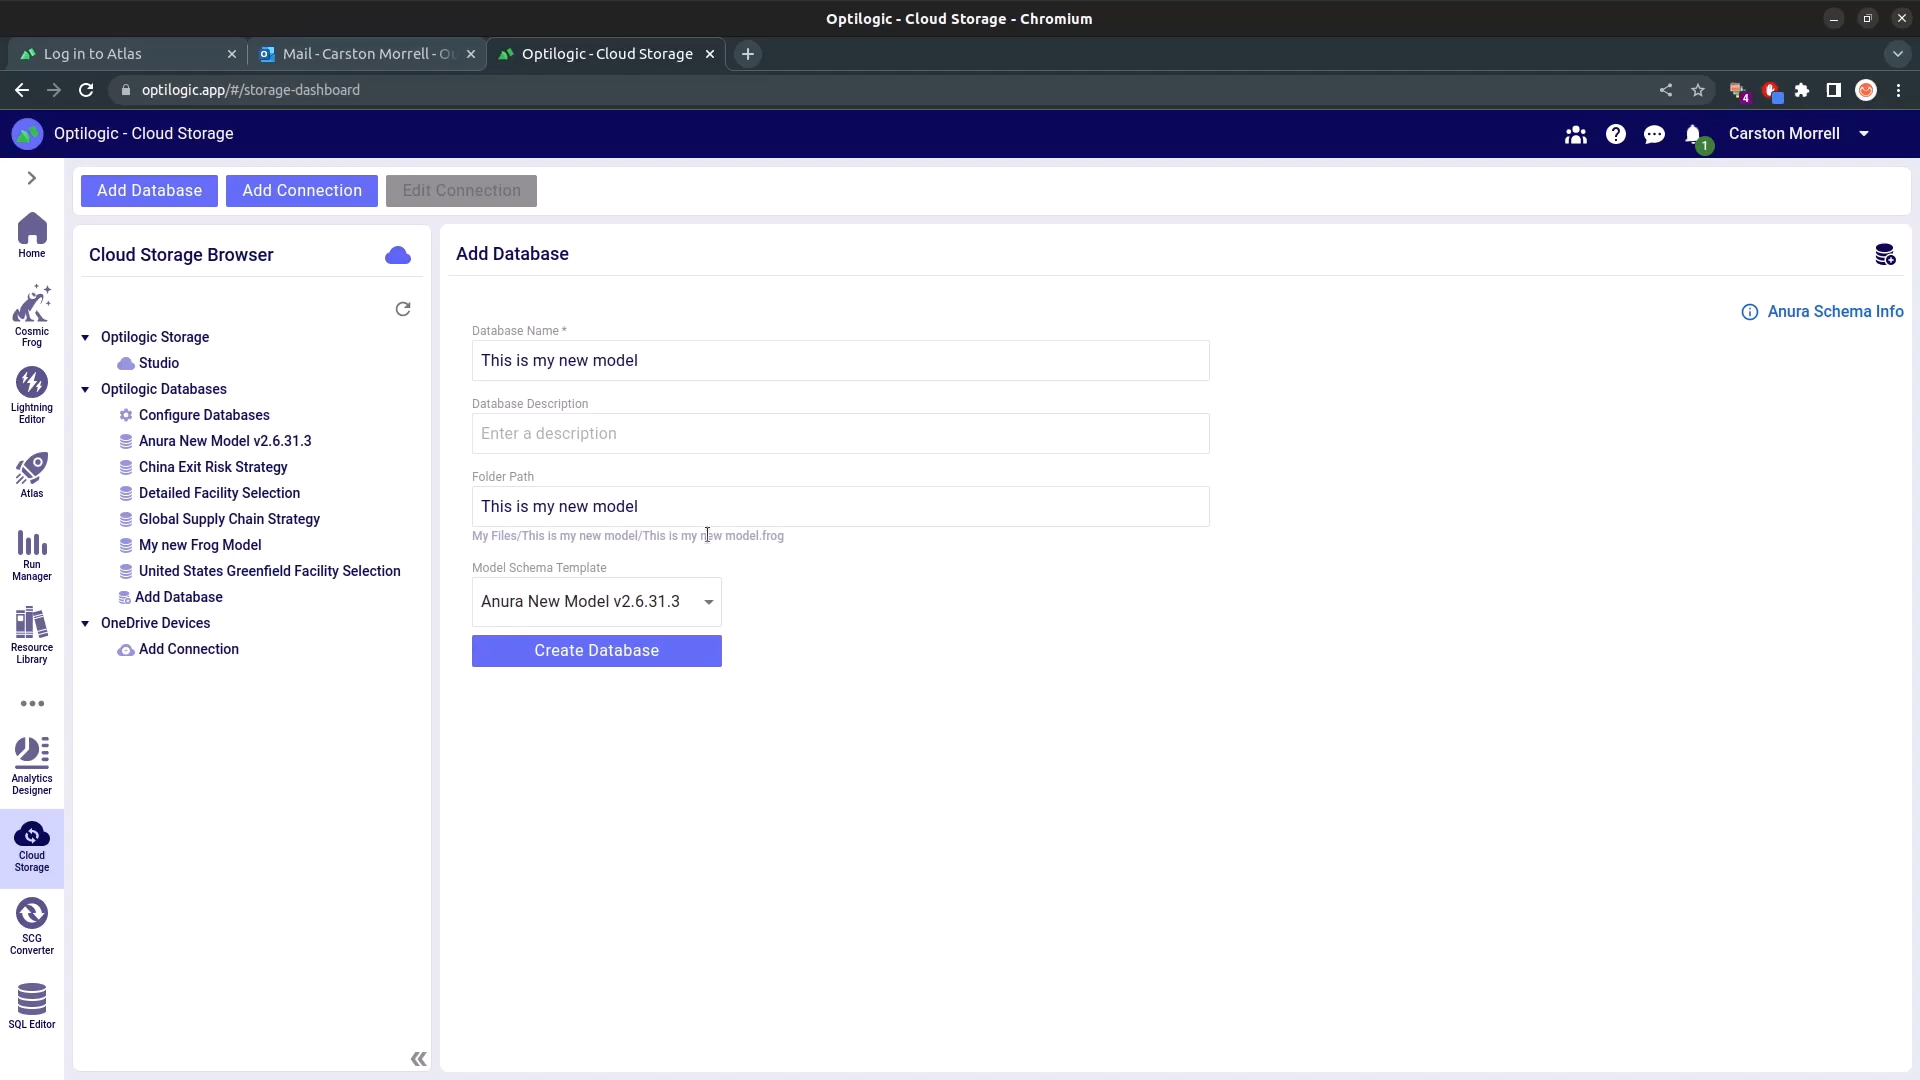 Optilogic - Cloud Storage - Chromium
Log in to Atlas
Mail - Carston Morrell - Ou
Optilogic - Cloud Storage
optilogic.app/#/storage-dashboard
4
Optilogic - Cloud Storage
1
Carston Morrell
Add Database
Add Connection
Edit Connection
Home
Cosmic
Frog
Lightning
Editor
Atlas
Run
Manager
Resource
Library
Analytics
Designer
Cloud
Storage
SCG
Converter
SQL Editor
Cloud Storage Browser
Optilogic Storage
Studio
Optilogic Databases
Configure Databases
Anura New Model v2.6.31.3
China Exit Risk Strategy
Detailed Facility Selection
Global Supply Chain Strategy
My new Frog Model
United States Greenfield Facility Selection
Add Database
OneDrive Devices
Add Connection
Add Database
Anura Schema Info
Database Name *
This is my new model
Database Description
Enter a description
Folder Path
This is my new model
My Files/This is my new model/This is my new model.frog
Model Schema Template
Anura New Model v2.6.31.3
Create Database